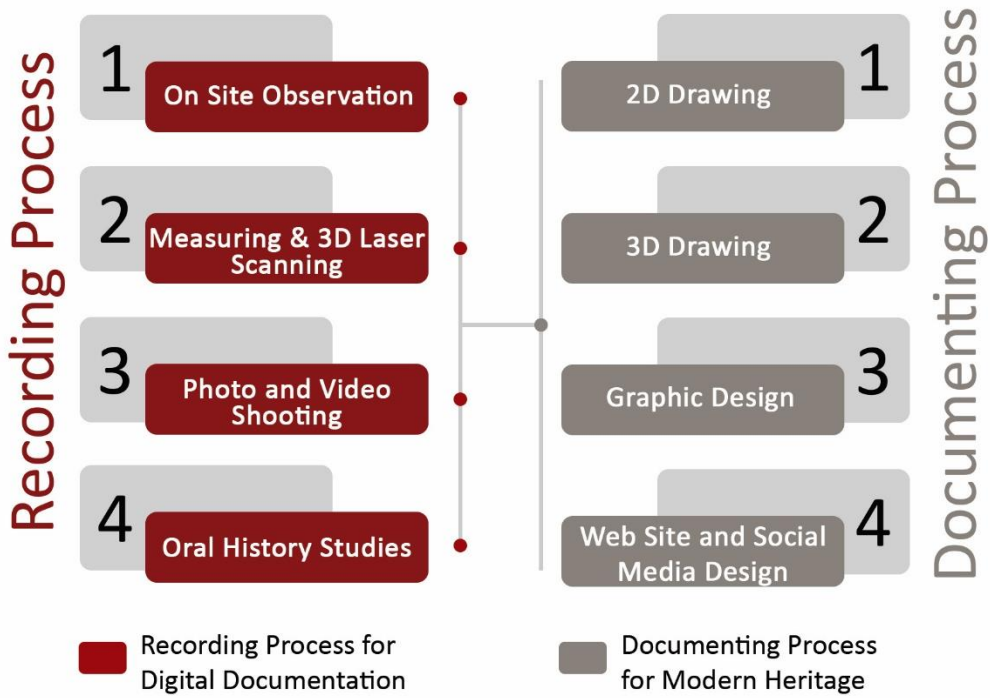 Recording Process
1
On Site Observation
2
Measuring & 3D Laser
Scanning
3
Photo and Video
Shooting
4
Oral History Studies
1
2D Drawing
2
3D Drawing
3
Graphic Design
4
Web Site and Social
Media Design
Documenting Process
Recording Process for
Digital Documentation
Documenting Process
for Modern Heritage